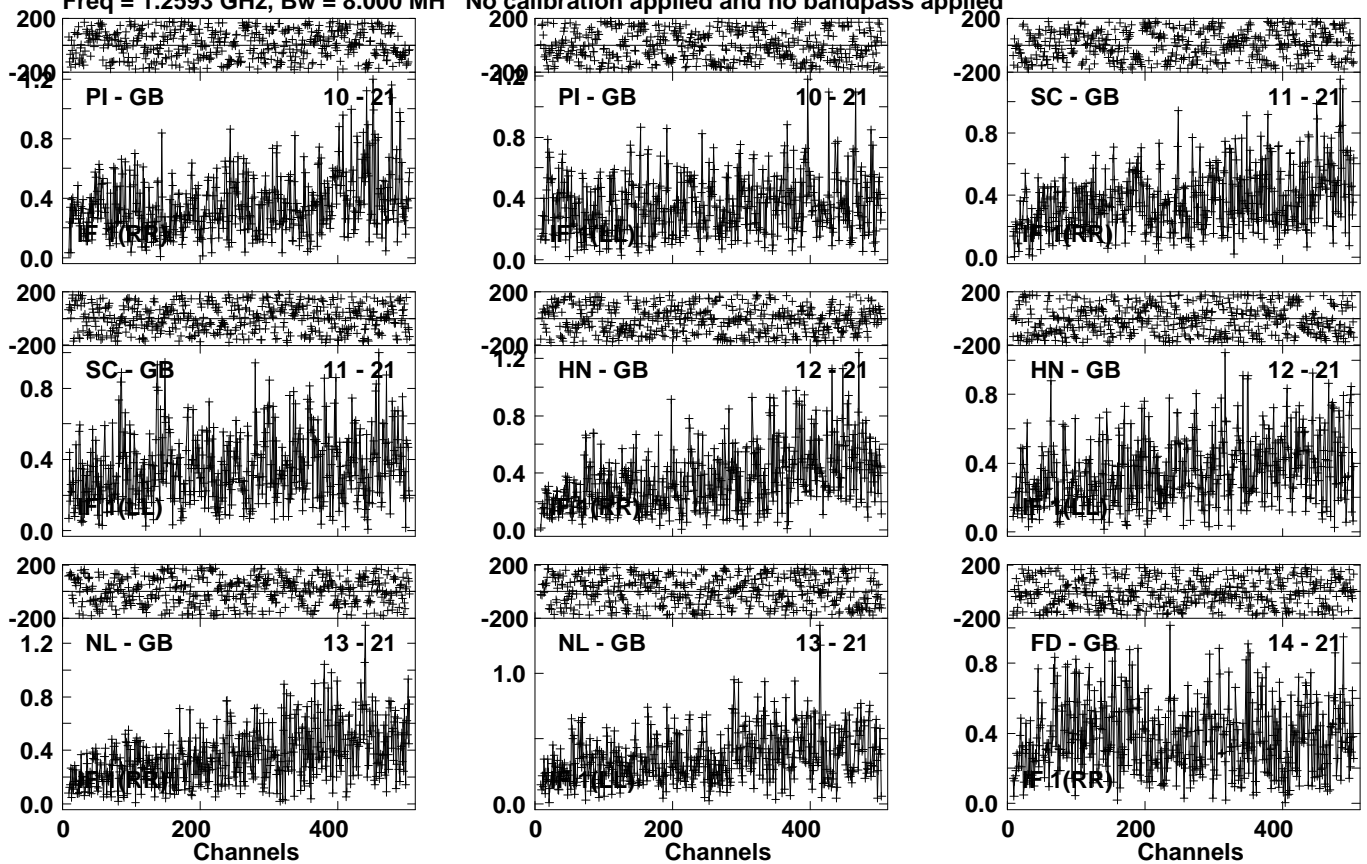 Freq = 1.2593 GHz, Bw = 8.000 MH No calibration applied and no bandpass applied
200 200 200
-200 -200 -200
1.2 1.2
PI - GB 10 - 21 PI - GB 10 - 21 SC - GB 11 - 21
0.8 0.8 0.8
0.4 0.4 0.4
IF 1(RR) IF 1(LL) IF 1(RR)
0.0 0.0 0.0
200 200 200
-200 -200 -200
1.2
SC - GB 11 - 21 HN - GB 12 - 21 HN - GB 12 - 21
0.8 0.8 0.8
0.4 0.4 0.4
IF 1(LL) IF 1(RR) IF 1(LL)
0.0 0.0 0.0
200 200 200
-200 -200 -200
NL - GB 13 - 21 NL - GB 13 - 21 FD - GB 14 - 21
1.2 1.0
0.8 0.8
0.4 0.4
IF 1(RR) IF 1(LL) IF 1(RR)
0.0 0.0 0.0
0 200 400 0 200 400 0 200 400
Channels Channels Channels